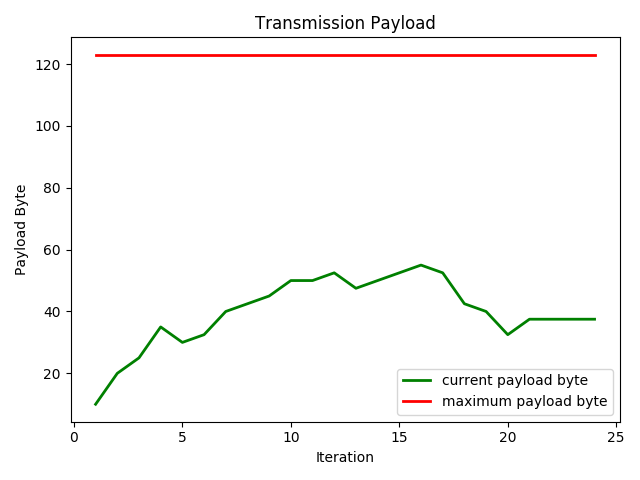 Transmission Payload
Payload Byte
120
100
80
60
40
20
0
5
10
15
20
25
Iteration
current payload byte
maximum payload byte